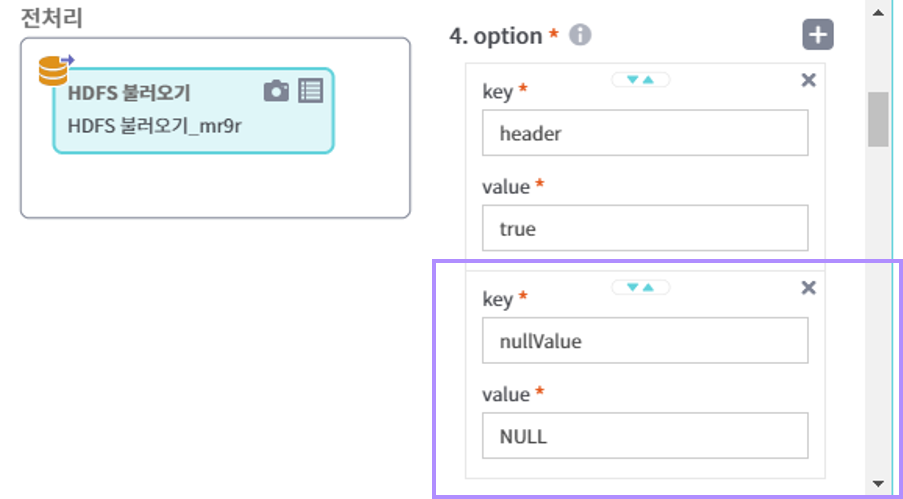 전처리
HDFS 불러오기
HDFS 불러오기_mr9r
4. option *
key *
header
value *
true
key *
nullValue
value *
NULL